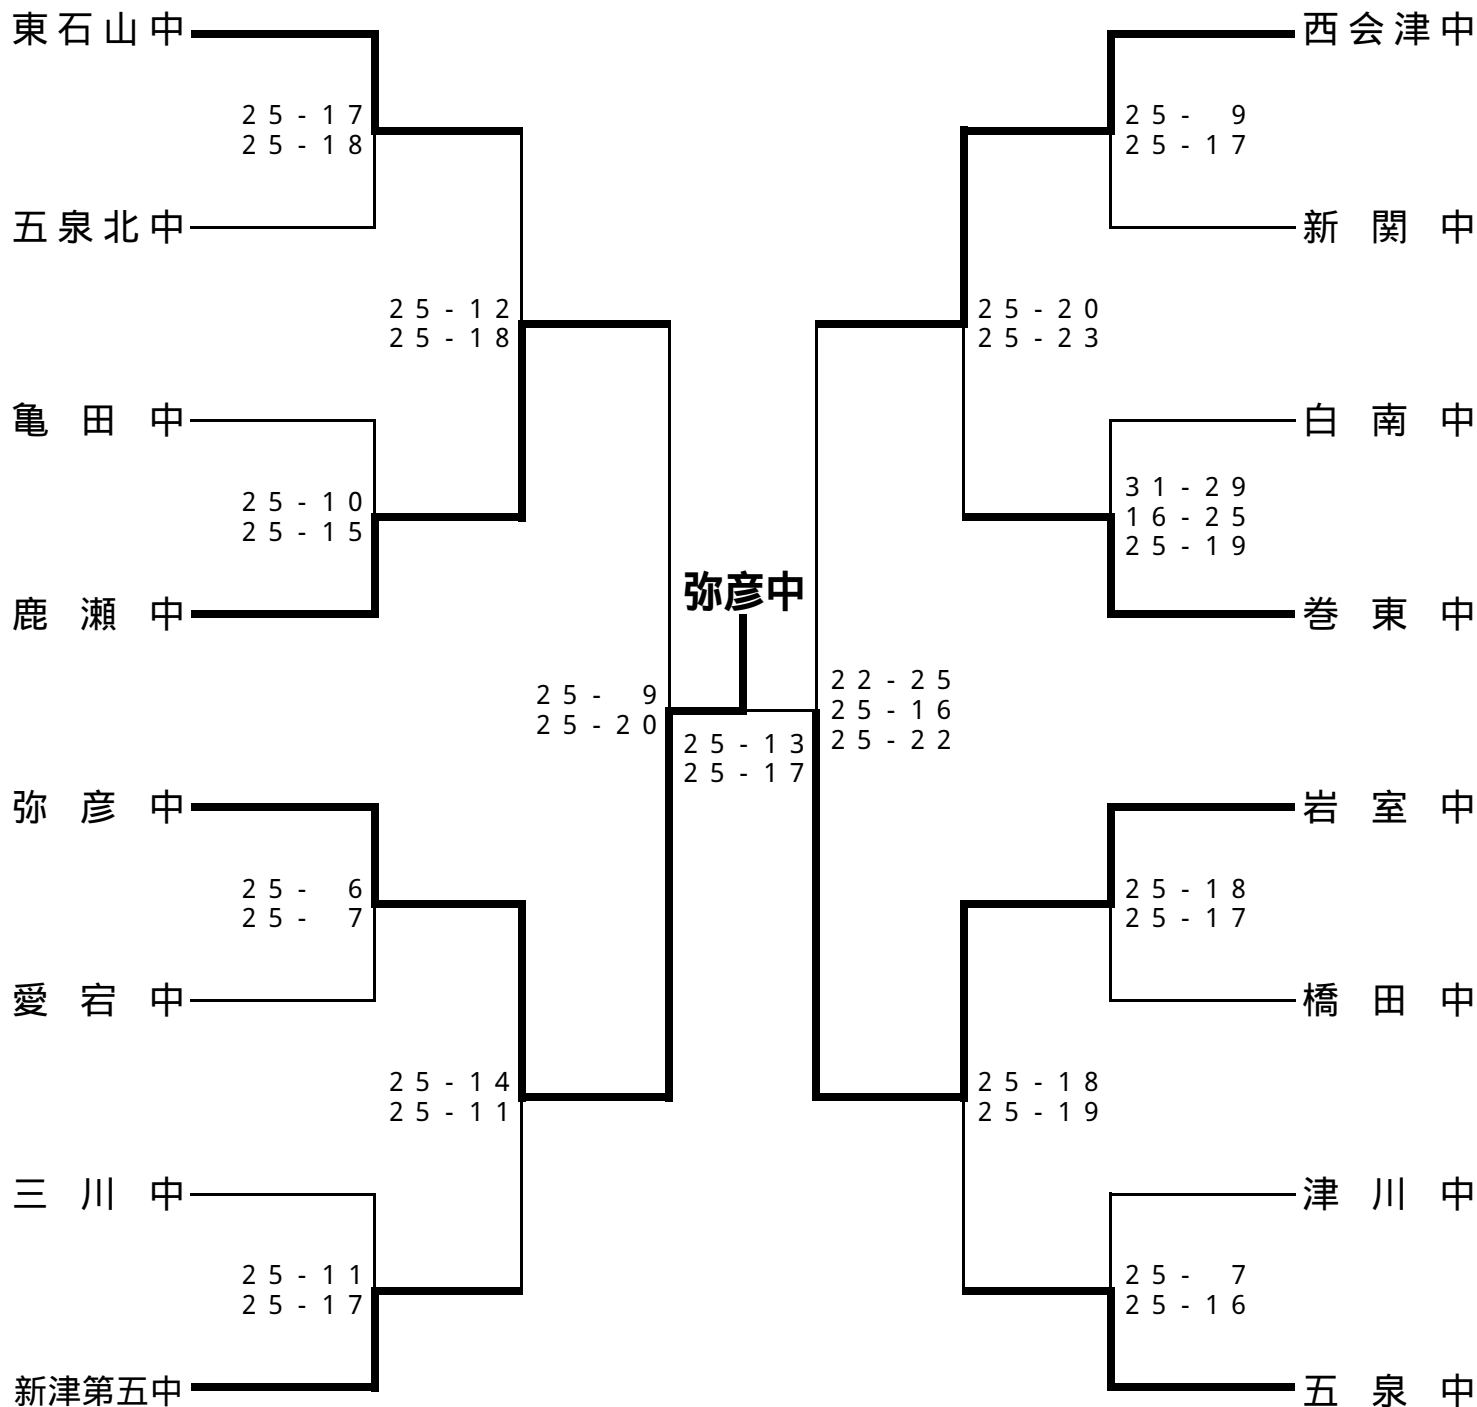 東石山中
25-17
25-18
五泉北中
25-12
25-18
亀田中
25-10
25-15
鹿瀬中
25- 9
25-20
弥彦中
25- 6
25- 7
愛宕中
25-14
25-11
三川中
25-11
25-17
新津第五中
弥彦中
25-13
25-17
西会津中
25- 9
25-17
新関中
25-20
25-23
白南中
31-29
16-25
25-19
巻東中
22-25
25-16
25-22
岩室中
25-18
25-17
橋田中
25-18
25-19
津川中
25- 7
25-16
五泉中